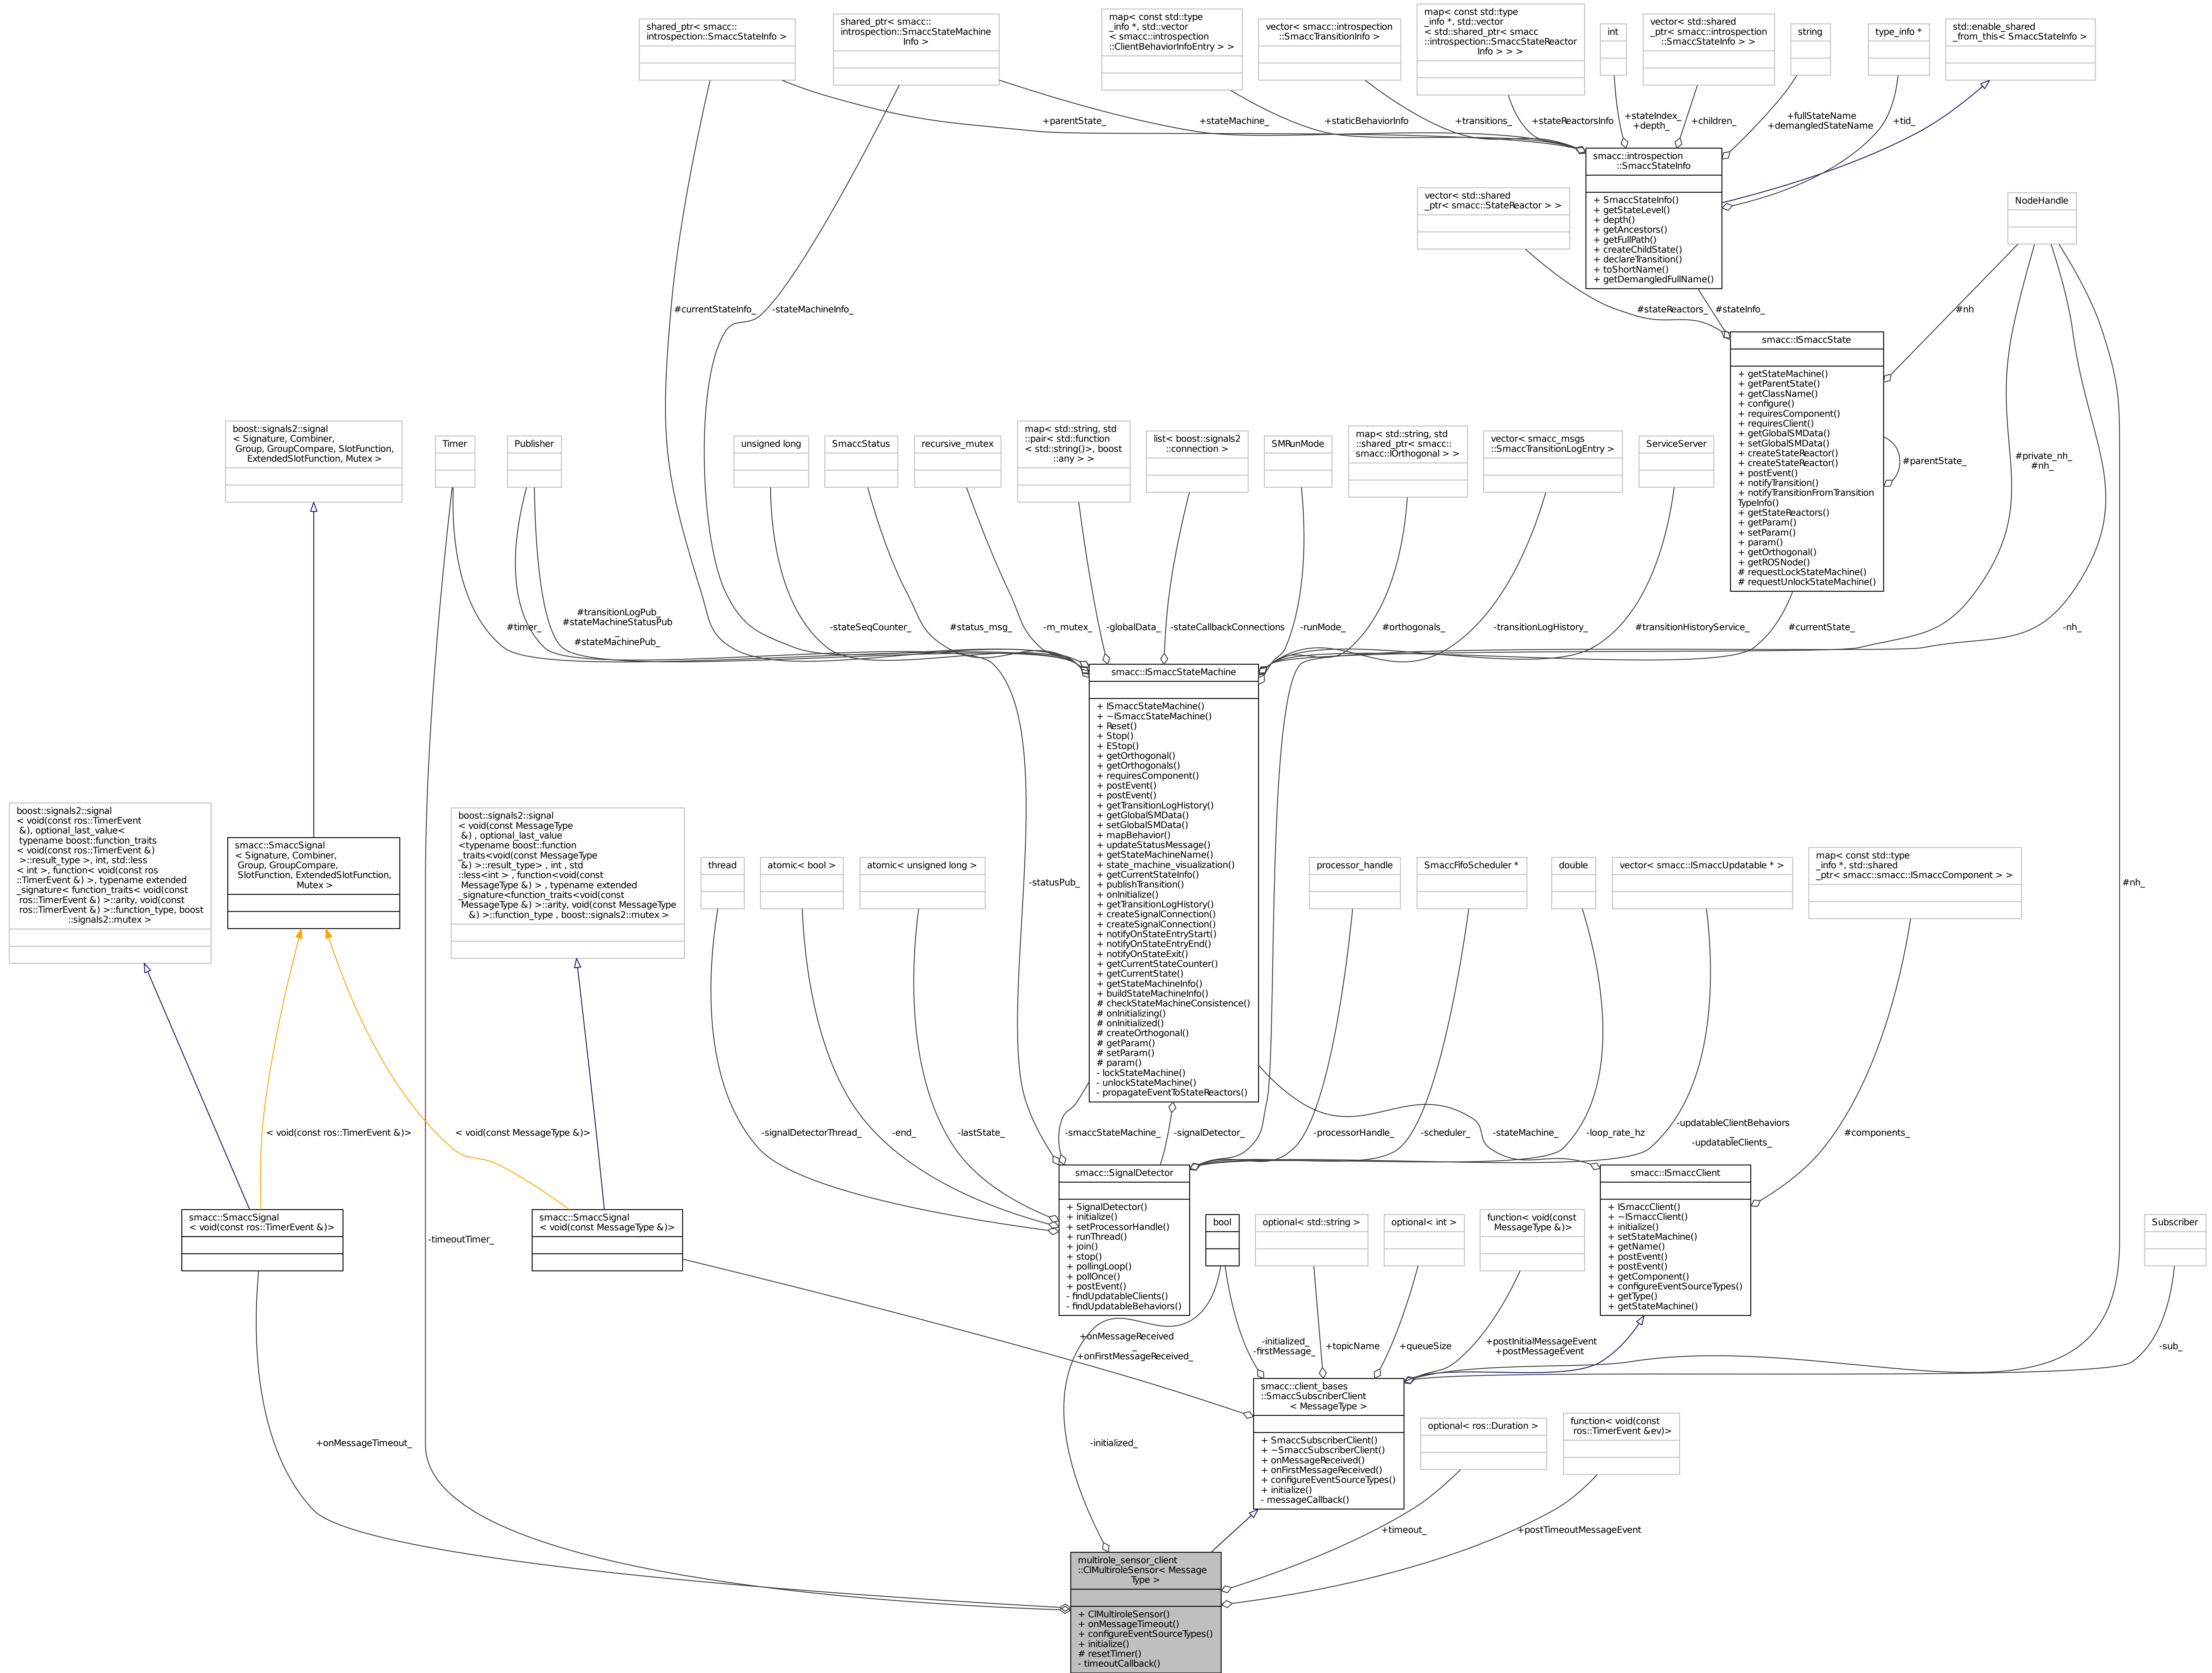 shared_ptr< smacc::
introspection::SmaccStateInfo >
shared_ptr< smacc::
introspection::SmaccStateMachine
Info >
map< const std::type
_info *, std::vector
< smacc::introspection
::ClientBehaviorInfoEntry > >
vector< smacc::introspection
::SmaccTransitionInfo >
map< const std::type
_info *, std::vector
< std::shared_ptr< smacc
::introspection::SmaccStateReactor
Info > > >
int
vector< std::shared
_ptr< smacc::introspection
::SmaccStateInfo > >
string
type_info *
std::enable_shared
_from_this< SmaccStateInfo >
+parentState_
+stateMachine_
+staticBehaviorInfo
+transitions_
+stateReactorsInfo
+stateIndex_
+depth_
+children_
+fullStateName
+demangledStateName
+tid_
smacc::introspection
::SmaccStateInfo
+ SmaccStateInfo()
+ getStateLevel()
+ depth()
+ getAncestors()
+ getFullPath()
+ createChildState()
+ declareTransition()
+ toShortName()
+ getDemangledFullName()
vector< std::shared
_ptr< smacc::StateReactor > >
NodeHandle
#currentStateInfo_
-stateMachineInfo_
#stateReactors_
#stateInfo_
#nh
smacc::ISmaccState
+ getStateMachine()
+ getParentState()
+ getClassName()
+ configure()
+ requiresComponent()
+ requiresClient()
+ getGlobalSMData()
+ setGlobalSMData()
+ createStateReactor()
+ createStateReactor()
+ postEvent()
+ notifyTransition()
+ notifyTransitionFromTransition
TypeInfo()
+ getStateReactors()
+ getParam()
+ setParam()
+ param()
+ getOrthogonal()
+ getROSNode()
# requestLockStateMachine()
# requestUnlockStateMachine()
#parentState_
#private_nh_
#nh_
boost::signals2::signal
< Signature, Combiner,
Group, GroupCompare, SlotFunction,
ExtendedSlotFunction, Mutex >
Timer
Publisher
unsigned long
SmaccStatus
recursive_mutex
map< std::string, std
::pair< std::function
< std::string()>, boost
::any > >
list< boost::signals2
::connection >
SMRunMode
map< std::string, std
::shared_ptr< smacc::
smacc::IOrthogonal > >
vector< smacc_msgs
::SmaccTransitionLogEntry >
ServiceServer
#timer_
#transitionLogPub_
#stateMachineStatusPub
_
#stateMachinePub_
-stateSeqCounter_
#status_msg_
-m_mutex_
-globalData_
-stateCallbackConnections
-runMode_
#orthogonals_
-transitionLogHistory_
#transitionHistoryService_
#currentState_
-nh_
smacc::ISmaccStateMachine
+ ISmaccStateMachine()
+ ~ISmaccStateMachine()
+ Reset()
+ Stop()
+ EStop()
+ getOrthogonal()
+ getOrthogonals()
+ requiresComponent()
+ postEvent()
+ postEvent()
+ getTransitionLogHistory()
+ getGlobalSMData()
+ setGlobalSMData()
+ mapBehavior()
+ updateStatusMessage()
+ getStateMachineName()
+ state_machine_visualization()
+ getCurrentStateInfo()
+ publishTransition()
+ onInitialize()
+ getTransitionLogHistory()
+ createSignalConnection()
+ createSignalConnection()
+ notifyOnStateEntryStart()
+ notifyOnStateEntryEnd()
+ notifyOnStateExit()
+ getCurrentStateCounter()
+ getCurrentState()
+ getStateMachineInfo()
+ buildStateMachineInfo()
# checkStateMachineConsistence()
# onInitializing()
# onInitialized()
# createOrthogonal()
# getParam()
# setParam()
# param()
- lockStateMachine()
- unlockStateMachine()
- propagateEventToStateReactors()
boost::signals2::signal
< void(const ros::TimerEvent
&), optional_last_value<
typename boost::function_traits
< void(const ros::TimerEvent &)
>::result_type >, int, std::less
< int >, function< void(const ros
::TimerEvent &) >, typename extended
_signature< function_traits< void(const
ros::TimerEvent &) >::arity, void(const
ros::TimerEvent &) >::function_type, boost
::signals2::mutex >
smacc::SmaccSignal
< Signature, Combiner,
Group, GroupCompare,
SlotFunction, ExtendedSlotFunction,
Mutex >
boost::signals2::signal
< void(const MessageType
&) , optional_last_value
<typename boost::function
_traits<void(const MessageType
&) >::result_type> , int , std
::less<int > , function<void(const
MessageType &) > , typename extended
_signature<function_traits<void(const
MessageType &) >::arity, void(const MessageType
&) >::function_type , boost::signals2::mutex >
thread
atomic< bool >
atomic< unsigned long >
-statusPub_
processor_handle
SmaccFifoScheduler *
double
vector< smacc::ISmaccUpdatable * >
map< const std::type
_info *, std::shared
_ptr< smacc::smacc::ISmaccComponent > >
#nh_
< void(const ros::TimerEvent &)>
< void(const MessageType &)>
-signalDetectorThread_
-end_
-lastState_
-smaccStateMachine_
-signalDetector_
-processorHandle_
-scheduler_
-stateMachine_
-loop_rate_hz
-updatableClientBehaviors
_
-updatableClients_
#components_
smacc::SmaccSignal
< void(const ros::TimerEvent &)>
-timeoutTimer_
smacc::SmaccSignal
< void(const MessageType &)>
smacc::SignalDetector
+ SignalDetector()
+ initialize()
+ setProcessorHandle()
+ runThread()
+ join()
+ stop()
+ pollingLoop()
+ pollOnce()
+ postEvent()
- findUpdatableClients()
- findUpdatableBehaviors()
bool
optional< std::string >
optional< int >
function< void(const
MessageType &)>
smacc::ISmaccClient
+ ISmaccClient()
+ ~ISmaccClient()
+ initialize()
+ setStateMachine()
+ getName()
+ postEvent()
+ postEvent()
+ getComponent()
+ configureEventSourceTypes()
+ getType()
+ getStateMachine()
Subscriber
+onMessageReceived
_
+onFirstMessageReceived_
-initialized_
-firstMessage_
+topicName
+queueSize
+postInitialMessageEvent
+postMessageEvent
-sub_
smacc::client_bases
::SmaccSubscriberClient
< MessageType >
+ SmaccSubscriberClient()
+ ~SmaccSubscriberClient()
+ onMessageReceived()
+ onFirstMessageReceived()
+ configureEventSourceTypes()
+ initialize()
- messageCallback()
optional< ros::Duration >
function< void(const
ros::TimerEvent &ev)>
+onMessageTimeout_
-initialized_
+timeout_
+postTimeoutMessageEvent
multirole_sensor_client
::ClMultiroleSensor< Message
Type >
+ ClMultiroleSensor()
+ onMessageTimeout()
+ configureEventSourceTypes()
+ initialize()
# resetTimer()
- timeoutCallback()